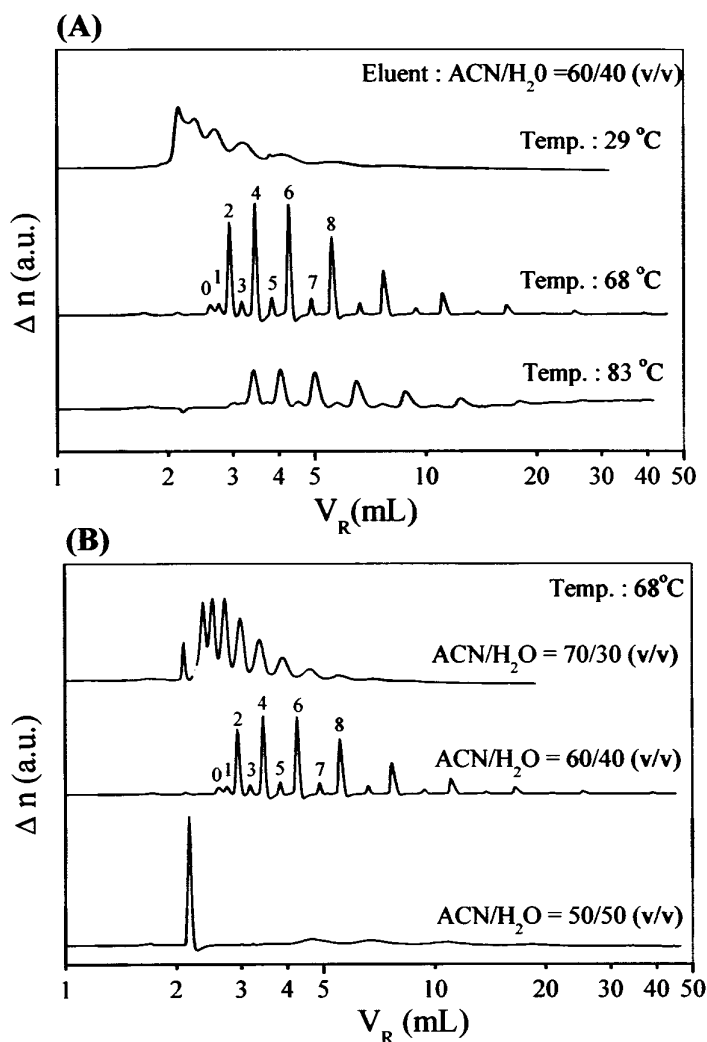 (A)
Eluent : ACN/H₂0 =60/40 (v/v)
Temp. : 29 °C
0 1 2 3 4 5 6 7 8
Temp. : 68 °C
Temp. : 83 °C
Δ n (a.u.)
1 2 3 4 5 10 20 30 40 50
V_R(mL)
(B)
Temp. : 68°C
ACN/H₂O = 70/30 (v/v)
0 1 2 3 4 5 6 7 8
ACN/H₂O = 60/40 (v/v)
ACN/H₂O = 50/50 (v/v)
Δ n (a.u.)
1 2 3 4 5 10 20 30 40 50
V_R (mL)